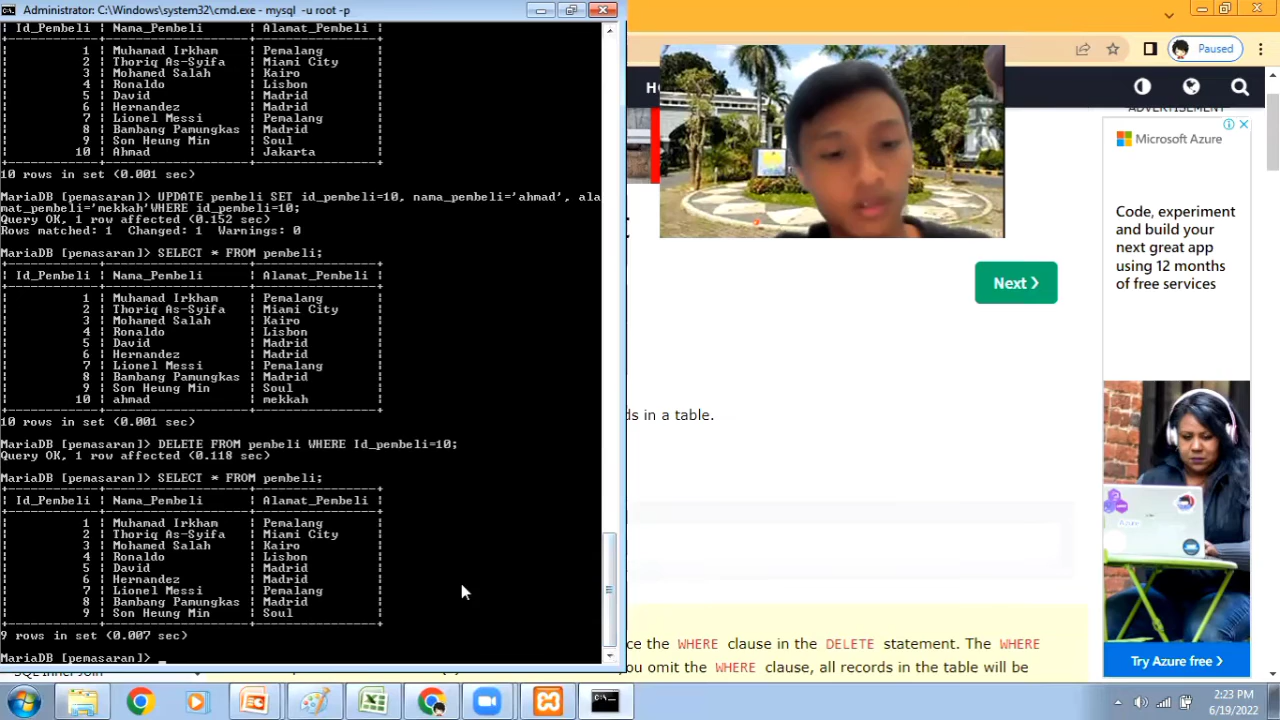 Administrator: C:\Windows\system32\cmd.exe - mysql -u root -p
| Id_Pembeli | Nama_Pembeli | Alamat_Pembeli |
| 1 | Muhamad Irkham | Pemalang |
| 2 | Thoriq As-Syifa | Miami City |
| 3 | Mohamed Salah | Kairo |
| 4 | Ronaldo | Lisbon |
| 5 | David | Madrid |
| 6 | Hernandez | Madrid |
| 7 | Lionel Messi | Pemalang |
| 8 | Bambang Pamungkas | Madrid |
| 9 | Son Heung Min | Soul |
| 10 | Ahmad | Jakarta |
10 rows in set (0.001 sec)
MariaDB [pemasaran]> UPDATE pembeli SET id_pembeli=10, nama_pembeli='ahmad', ala
mat_pembeli='mekkah'WHERE id_pembeli=10;
Query OK, 1 row affected (0.152 sec)
Rows matched: 1 Changed: 1 Warnings: 0
MariaDB [pemasaran]> SELECT * FROM pembeli;
| Id_Pembeli | Nama_Pembeli | Alamat_Pembeli |
| 1 | Muhamad Irkham | Pemalang |
| 2 | Thoriq As-Syifa | Miami City |
| 3 | Mohamed Salah | Kairo |
| 4 | Ronaldo | Lisbon |
| 5 | David | Madrid |
| 6 | Hernandez | Madrid |
| 7 | Lionel Messi | Pemalang |
| 8 | Bambang Pamungkas | Madrid |
| 9 | Son Heung Min | Soul |
| 10 | ahmad | mekkah |
10 rows in set (0.001 sec)
MariaDB [pemasaran]> DELETE FROM pembeli WHERE Id_pembeli=10;
Query OK, 1 row affected (0.118 sec)
MariaDB [pemasaran]> SELECT * FROM pembeli;
| Id_Pembeli | Nama_Pembeli | Alamat_Pembeli |
| 1 | Muhamad Irkham | Pemalang |
| 2 | Thoriq As-Syifa | Miami City |
| 3 | Mohamed Salah | Kairo |
| 4 | Ronaldo | Lisbon |
| 5 | David | Madrid |
| 6 | Hernandez | Madrid |
| 7 | Lionel Messi | Pemalang |
| 8 | Bambang Pamungkas | Madrid |
| 9 | Son Heung Min | Soul |
9 rows in set (0.007 sec)
MariaDB [pemasaran]> _
Paused
ADVERTISEMENT
Microsoft Azure
Code, experiment
and build your
next great app
using 12 months
of free services
Try Azure free >
Next ❯
ds in a table.
ce the WHERE clause in the DELETE statement. The WHERE
ou omit the WHERE clause, all records in the table will be
SQL Inner Join
2:23 PM
6/19/2022